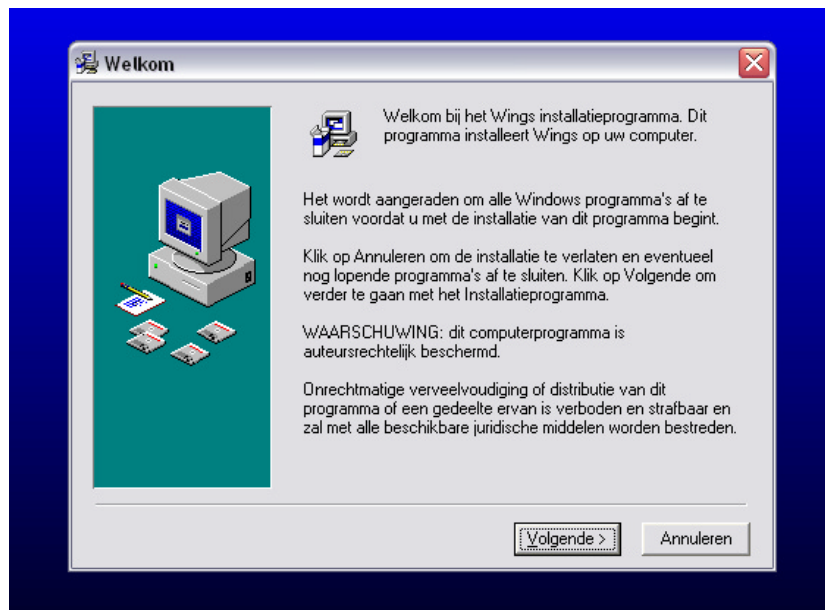 Welkom
Welkom bij het Wings installatieprogramma. Dit
programma installeert Wings op uw computer.
Het wordt aangeraden om alle Windows programma's af te
sluiten voordat u met de installatie van dit programma begint.
Klik op Annuleren om de installatie te verlaten en eventueel
nog lopende programma's af te sluiten. Klik op Volgende om
verder te gaan met het Installatieprogramma.
WAARSCHUWING: dit computerprogramma is
auteursrechtelijk beschermd.
Onrechtmatige verveelvoudiging of distributie van dit
programma of een gedeelte ervan is verboden en strafbaar en
zal met alle beschikbare juridische middelen worden bestreden.
Volgende >
Annuleren